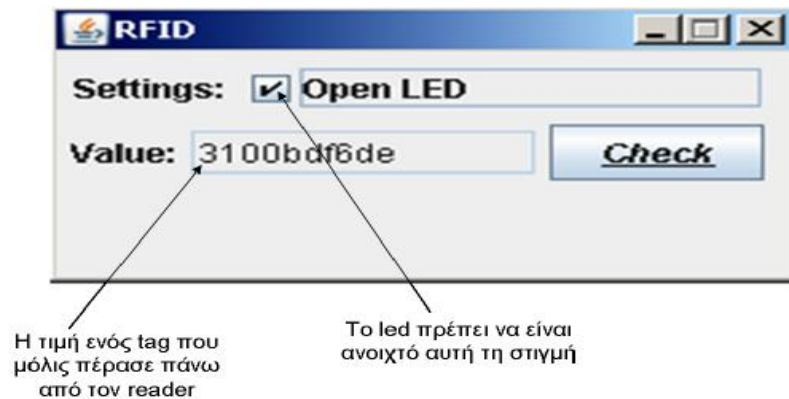 RFID
Settings: Open LED
Value: 3100bdf6de Check
Η τιμή ενός tag που
μόλις πέρασε πάνω
από τον reader
Το led πρέπει να είναι
ανοιχτό αυτή τη στιγμή